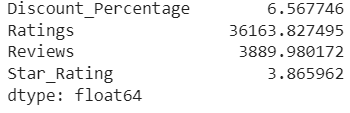 Discount_Percentage 6.567746
Ratings 36163.827495
Reviews 3889.980172
Star_Rating 3.865962
dtype: float64